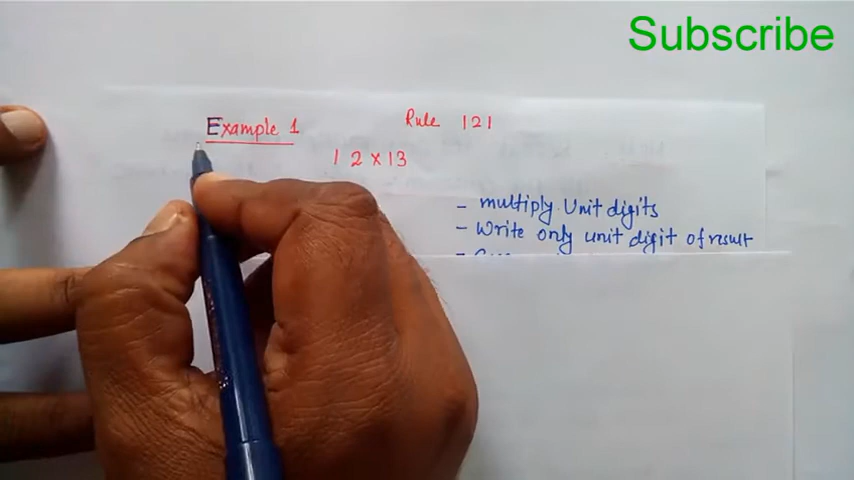 Subscribe
Example 1
Rule 121
12 x 13
- multiply Unit digits
- Write only unit digit of result